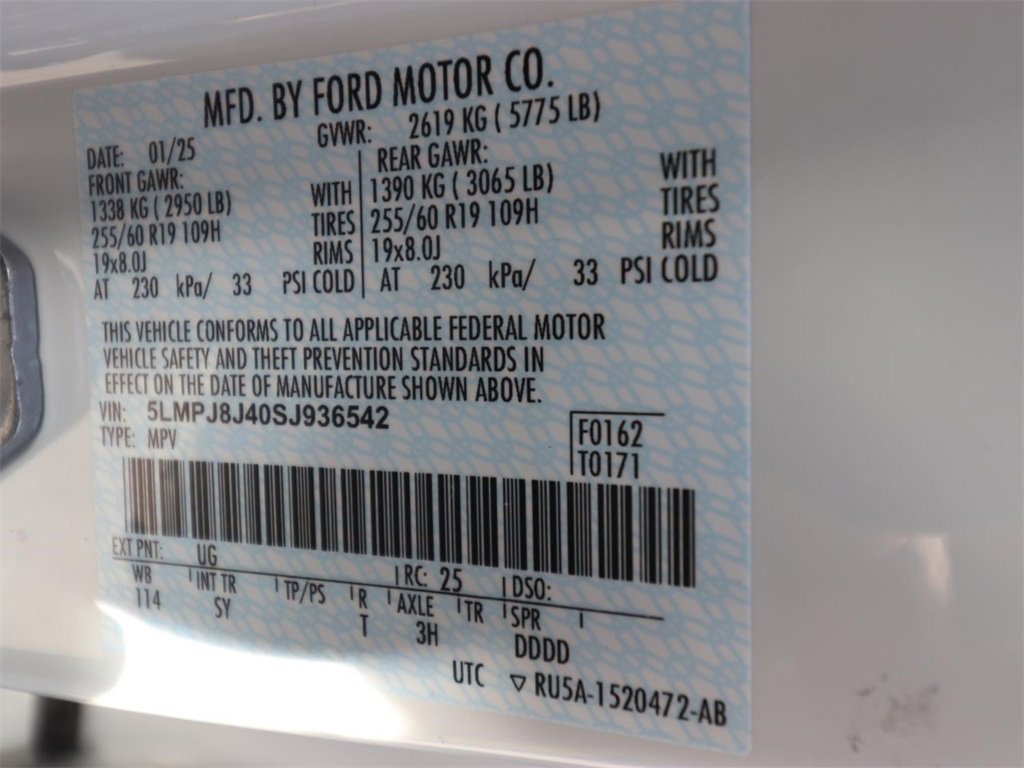 MFD. BY FORD MOTOR CO.
DATE: 01/25 GVWR: 2619 KG ( 5775 LB)
FRONT GAWR: REAR GAWR:
1338 KG ( 2950 LB) WITH 1390 KG ( 3065 LB) WITH
255/60 R19 109H TIRES 255/60 R19 109H TIRES
19x8.0J RIMS 19x8.0J RIMS
AT 230 kPa/ 33 PSI COLD AT 230 kPa/ 33 PSI COLD
THIS VEHICLE CONFORMS TO ALL APPLICABLE FEDERAL MOTOR
VEHICLE SAFETY AND THEFT PREVENTION STANDARDS IN
EFFECT ON THE DATE OF MANUFACTURE SHOWN ABOVE.
VIN: 5LMPJ8J40SJ936542
TYPE: MPV
F0162
T0171
EXT PNT: UG RC: 25 DSO:
WB INT TR TP/PS R AXLE TR SPR
114 SY T 3H DDDD
UTC ▽ RU5A-1520472-AB